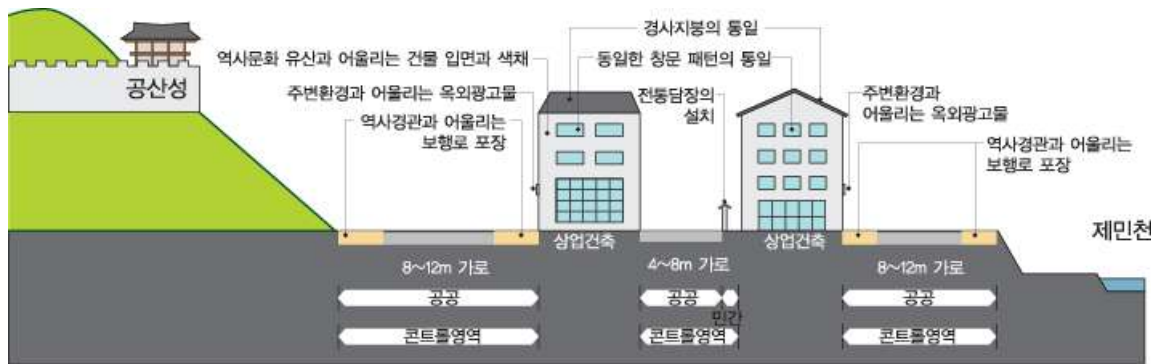 경사지붕의 통일
역사문화 유산과 어울리는 건물 입면과 색채
동일한 창문 패턴의 통일
공산성
주변환경과 어울리는 옥외광고물
전통담장의
설치
주변환경과
어울리는 옥외광고물
역사경관과 어울리는
보행로 포장
역사경관과 어울리는
보행로 포장
제민천
상업건축
상업건축
8~12m 가로
4~8m 가로
8~12m 가로
공공
공공
민간
공공
콘트롤영역
콘트롤영역
콘트롤영역